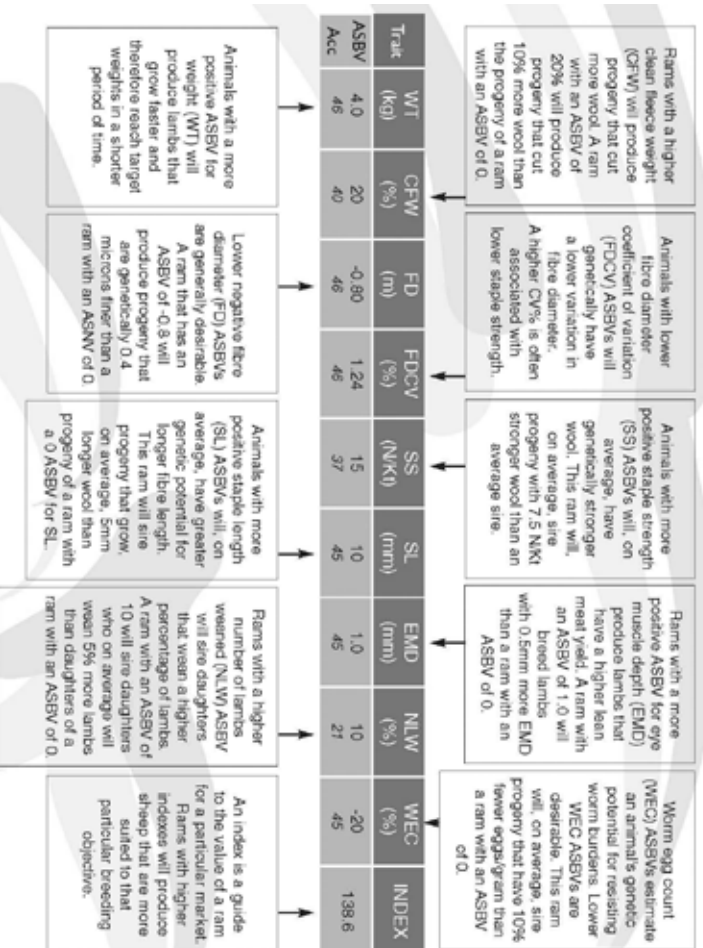 Rams with a higher
clean fleece weight
(CFW) will produce
progeny that cut
more wool. A ram
with an ASBV of
20% will produce
progeny that cut
10% more wool than
the progeny of a ram
with an ASBV of 0.
Animals with lower
fibre diameter
coefficient of variation
(FDCV) ASBVs will
genetically have
a lower variation in
fibre diameter.
A higher CV% is often
associated with
lower staple strength.
Animals with more
positive staple strength
(SS) ASBVs will, on
average, have
genetically stronger
wool. This ram will,
on average, sire
progeny with 7.5 N/Kt
stronger wool than an
average sire.
Rams with a more
positive ASBV for eye
muscle depth (EMD)
produce lambs that
have a higher lean
meat yield. A ram with
an ASBV of 1.0 will
breed lambs
with 0.5mm more EMD
than a ram with an
ASBV of 0.
Worm egg count
(WEC) ASBVs estimate
an animal's genetic
potential for resisting
worm burdens. Lower
WEC ASBVs are
desirable. This ram
will, on average, sire
progeny that have 10%
fewer eggs/gram than
a ram with an ASBV
of 0.
Trait WT (kg) CFW (%) FD (m) FDCV (%) SS (N/Kt) SL (mm) EMD (mm) NLW (%) WEC (%) INDEX
ASBV 4.0 20 -0.80 1.24 15 10 1.0 10 -20 138.6
Acc 46 40 46 46 37 45 45 21 45
Animals with a more
positive ASBV for
weight (WT) will
produce lambs that
grow faster and
therefore reach target
weights in a shorter
period of time.
Lower negative fibre
diameter (FD) ASBVs
are generally desirable.
A ram that has an
ASBV of -0.8 will
produce progeny that
are genetically 0.4
microns finer than a
ram with an ASNV of 0.
Animals with more
positive staple length
(SL) ASBVs will, on
average, have greater
genetic potential for
longer fibre length.
This ram will sire
progeny that grow,
on average, 5mm
longer wool than
progeny of a ram with
a 0 ASBV for SL.
Rams with a higher
number of lambs
weaned (NLW) ASBV
will sire daughters
that wean a higher
percentage of lambs.
A ram with an ASBV of
10 will sire daughters
who on average will
wean 5% more lambs
than daughters of a
ram with an ASBV of 0.
An index is a guide
to the value of a ram
for a particular market.
Rams with higher
indexes will produce
sheep that are more
suited to that
particular breeding
objective.